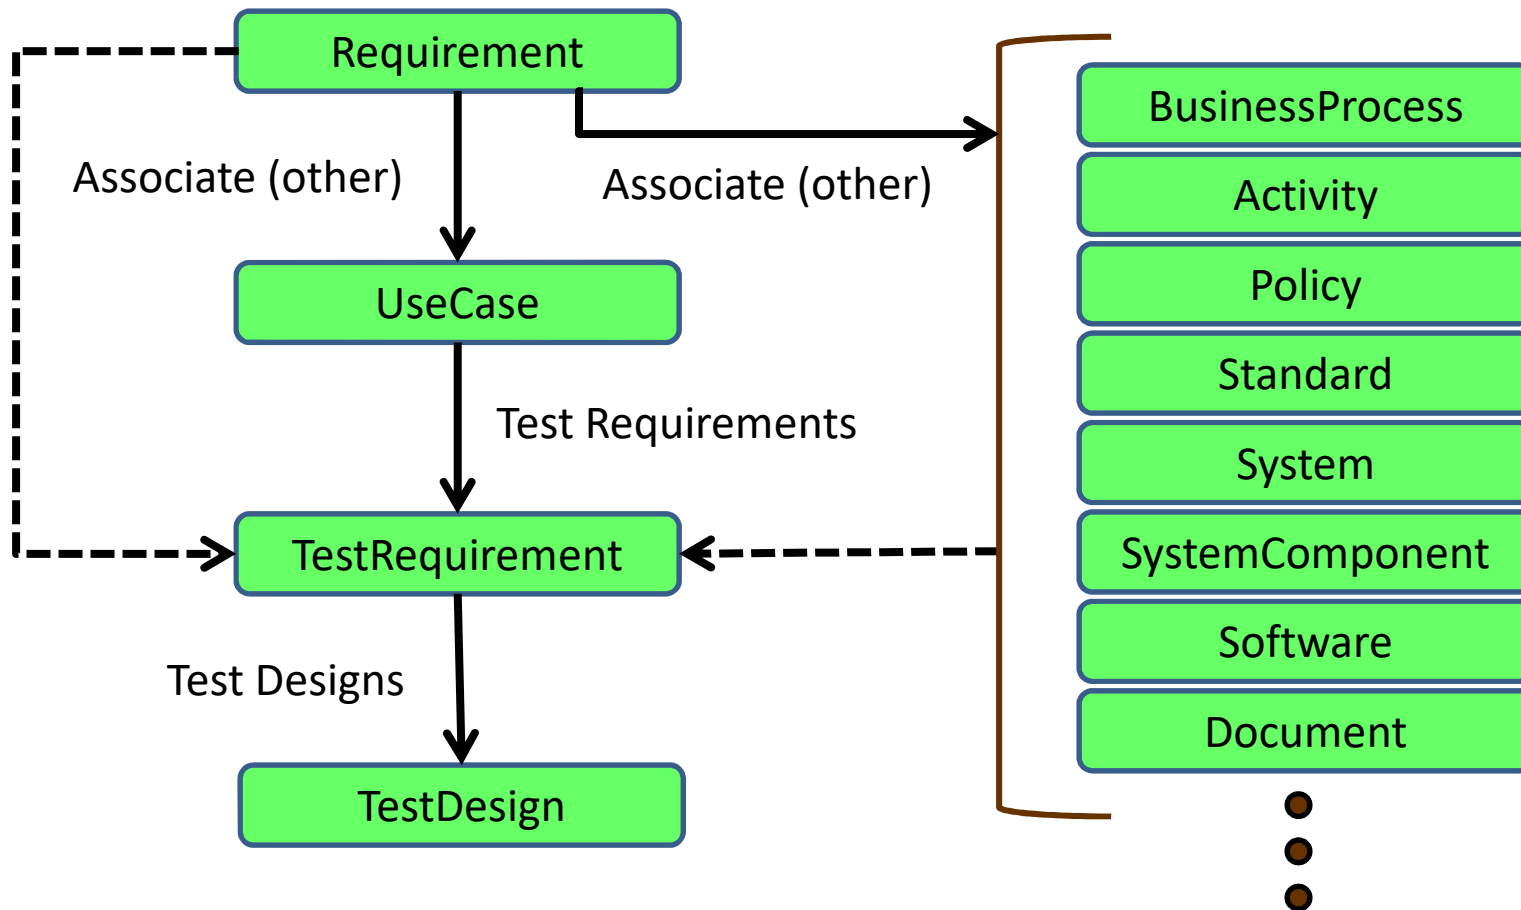 Requirement
Associate (other)
Associate (other)
UseCase
Test Requirements
TestRequirement
Test Designs
TestDesign
BusinessProcess
Activity
Policy
Standard
System
SystemComponent
Software
Document